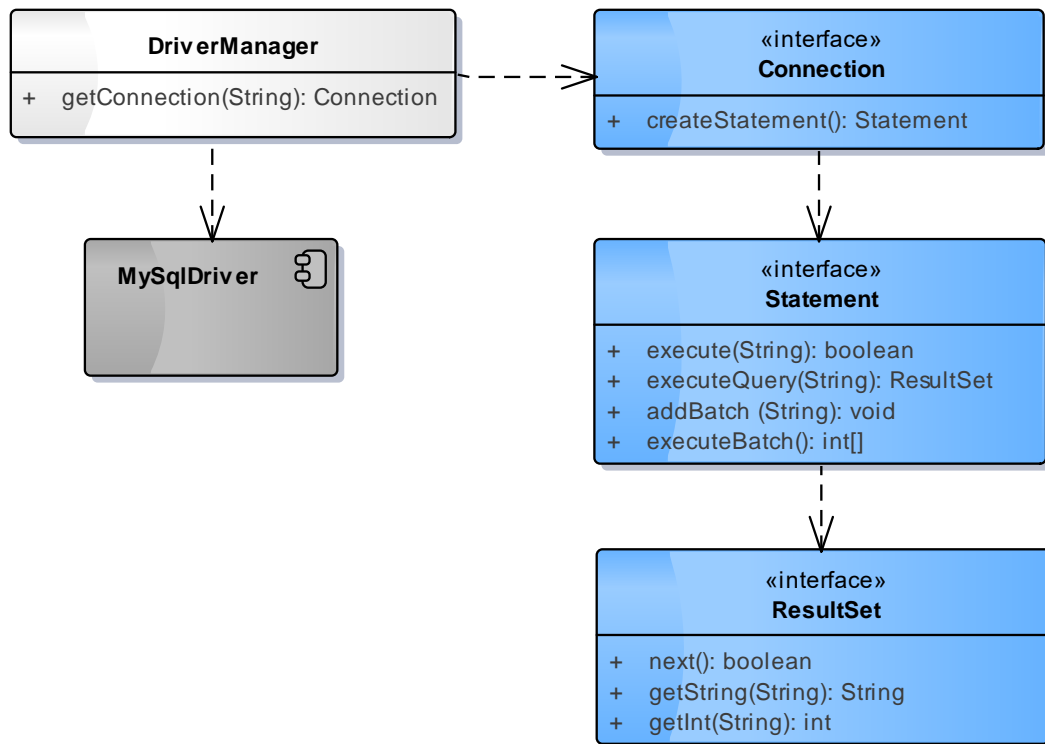 DriverManager
+ getConnection(String): Connection
«interface»
Connection
+ createStatement(): Statement
MySqlDriver
«interface»
Statement
+ execute(String): boolean
+ executeQuery(String): ResultSet
+ addBatch (String): void
+ executeBatch(): int[]
«interface»
ResultSet
+ next(): boolean
+ getString(String): String
+ getInt(String): int